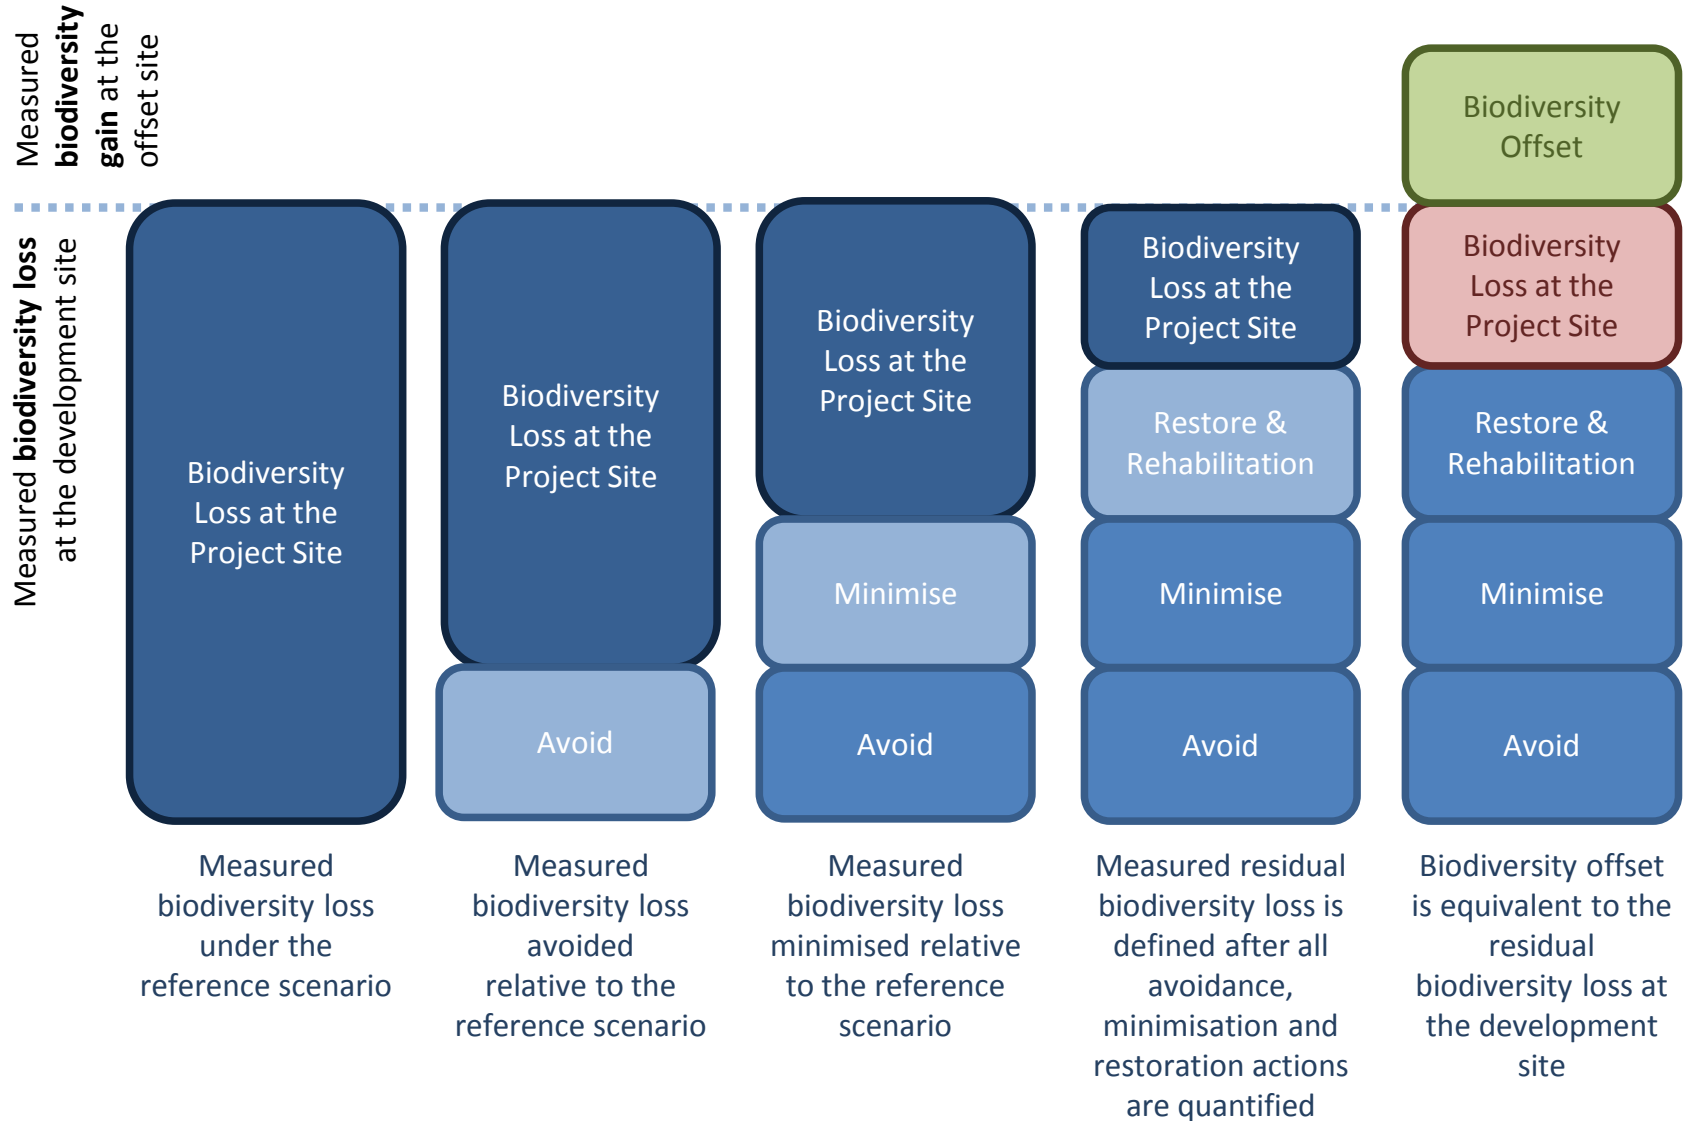 Measured
biodiversity
gain at the
offset site
Measured biodiversity loss
at the development site
Biodiversity
Loss at the
Project Site
Measured
biodiversity loss
under the
reference scenario
Biodiversity
Loss at the
Project Site
Avoid
Measured
biodiversity loss
avoided
relative to the
reference scenario
Biodiversity
Loss at the
Project Site
Minimise
Avoid
Measured
biodiversity loss
minimised relative
to the reference
scenario
Biodiversity
Loss at the
Project Site
Restore &
Rehabilitation
Minimise
Avoid
Measured residual
biodiversity loss is
defined after all
avoidance,
minimisation and
restoration actions
are quantified
Biodiversity
Offset
Biodiversity
Loss at the
Project Site
Restore &
Rehabilitation
Minimise
Avoid
Biodiversity offset
is equivalent to the
residual
biodiversity loss at
the development
site